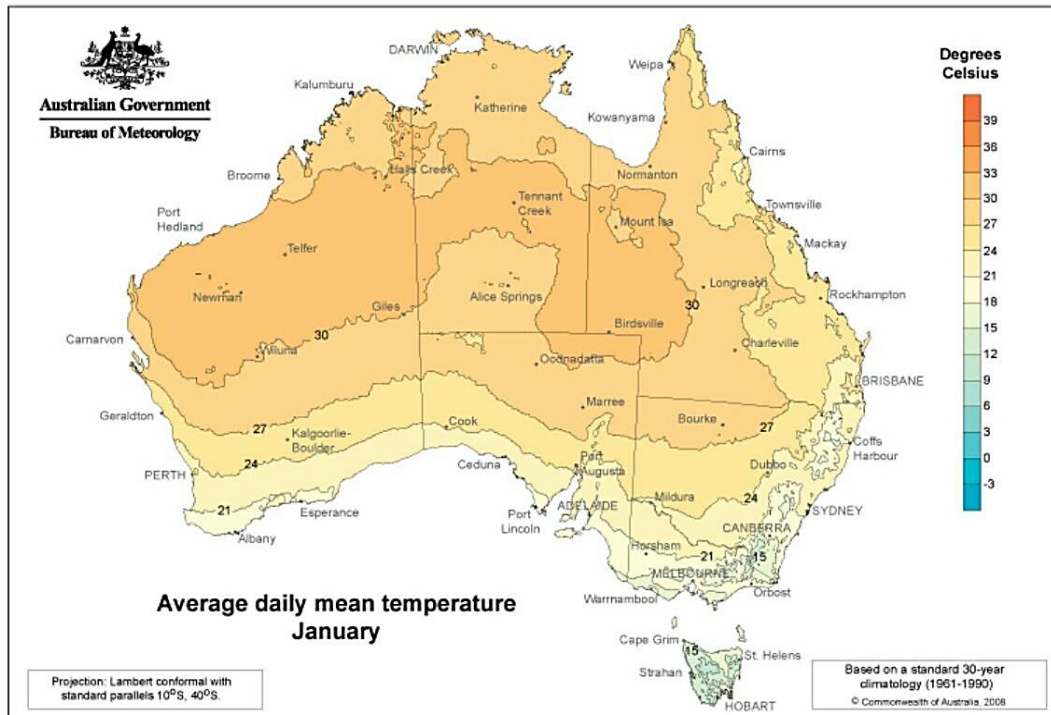 Australian Government
Bureau of Meteorology
DARWIN
Kalumburu
Katherine
Weipa
Kowanyama
Halls Creek
Broome
Normanton
Cairns
Port
Hedland
Tennant
Creek
Mount Isa
Townsville
Telfer
Mackay
Newman
Giles
Alice Springs
Longreach
30
Rockhampton
Carnarvon
30
Wiluna
Birdsville
Oodnadatta
Charleville
BRISBANE
Geraldton
27
Marree
Bourke
27
Kalgoorlie-
Boulder
Cook
Coffs
Harbour
24
PERTH
Ceduna
Port
Augusta
Dubbo
21
Esperance
Mildura
24
Albany
Port
Lincoln
ADELAIDE
SYDNEY
CANBERRA
Horsham
21
15
MELBOURNE
Warrnambool
Orbost
Cape Grim
15
St. Helens
Strahan
HOBART
Degrees
Celsius
39
36
33
30
27
24
21
18
15
12
9
6
3
0
-3
Average daily mean temperature
January
Projection: Lambert conformal with
standard parallels 10°S, 40°S.
Based on a standard 30-year
climatology (1961-1990)
© Commonwealth of Australia, 2008